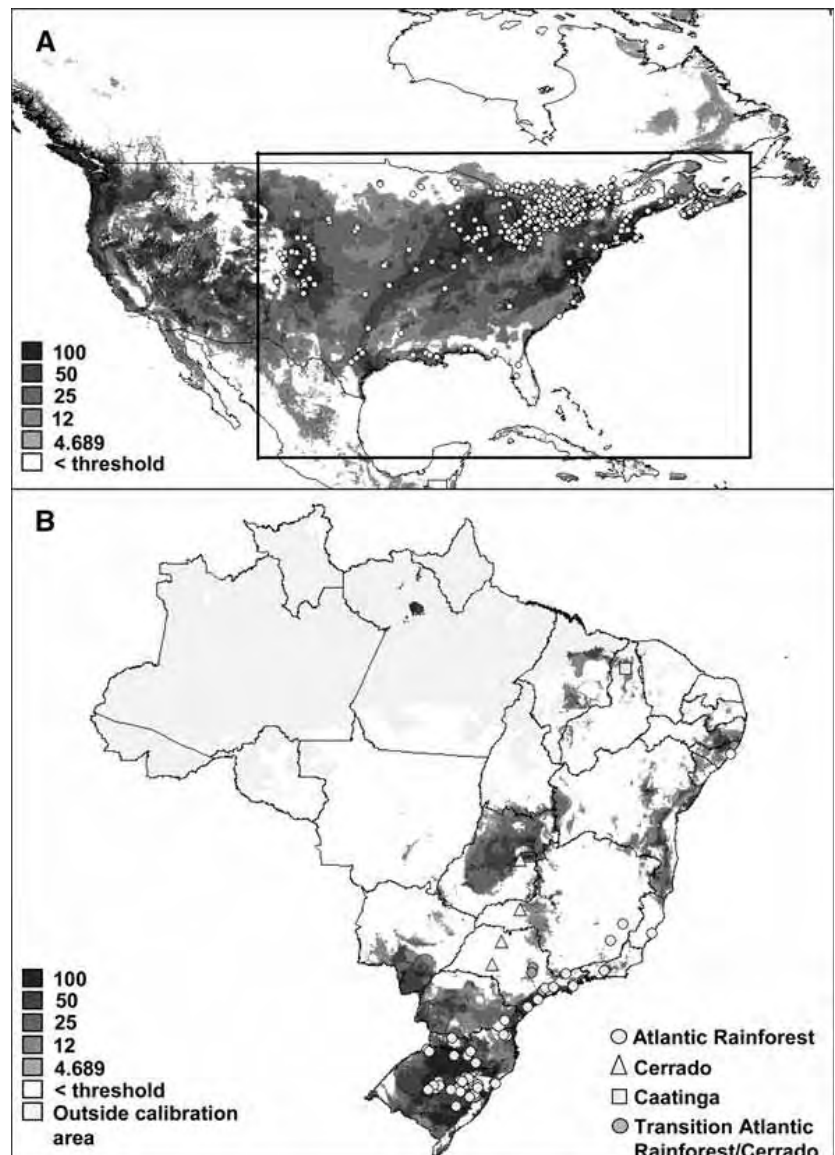 A
100
50
25
12
4.689
< threshold
B
100
50
25
12
4.689
< threshold
Outside calibration
area
Atlantic Rainforest
Cerrado
Caatinga
Transition Atlantic
Rainforest/Cerrado